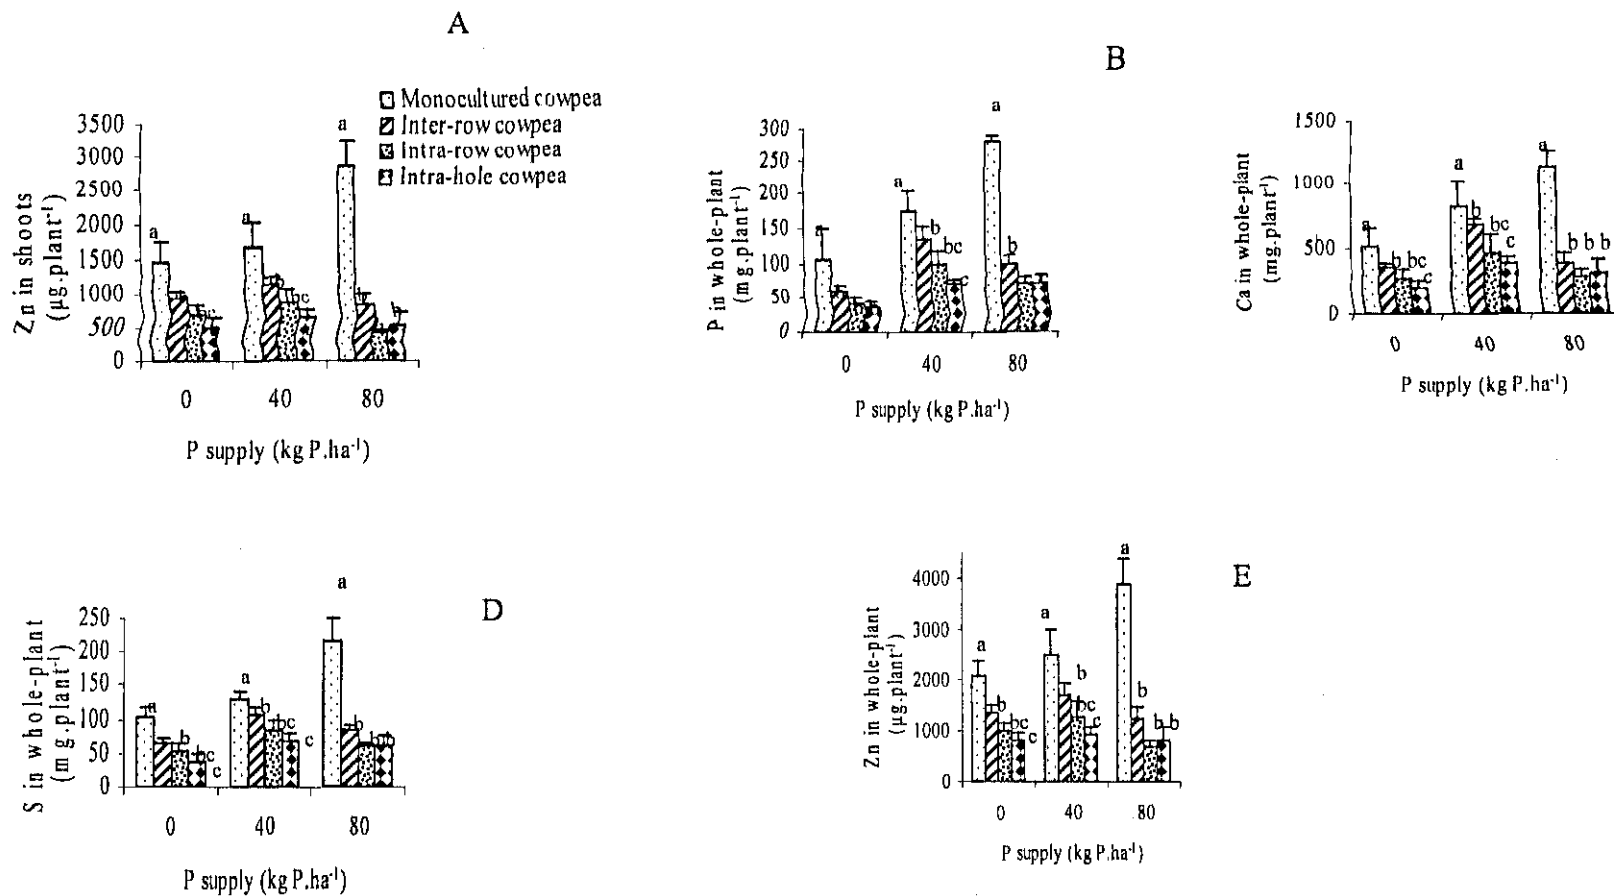 A
Monocultured cowpea
Inter-row cowpea
Intra-row cowpea
Intra-hole cowpea
Zn in shoots
(µg.plant⁻¹)
3500
3000
2500
2000
1500
1000
500
0
a
a
b
bc
a
b
0 40 80
P supply (kg P.ha⁻¹)
B
P in whole-plant
(mg.plant⁻¹)
300
250
200
150
100
50
0
a
b
bc
c
a
b
0 40 80
P supply (kg P.ha⁻¹)
Ca in whole-plant
(mg.plant⁻¹)
1500
1000
500
0
a
b bc
c
a
b
bc
c
a
b b b
0 40 80
P supply (kg P.ha⁻¹)
D
S in whole-plant
(mg.plant⁻¹)
250
200
150
100
50
0
a
b
bc
c
a
b
bc
c
a
b
0 40 80
P supply (kg P.ha⁻¹)
E
Zn in whole-plant
(µg.plant⁻¹)
4000
3000
2000
1000
0
a
b
bc
c
a
b
bc
c
a
b
b b
0 40 80
P supply (kg P.ha⁻¹)